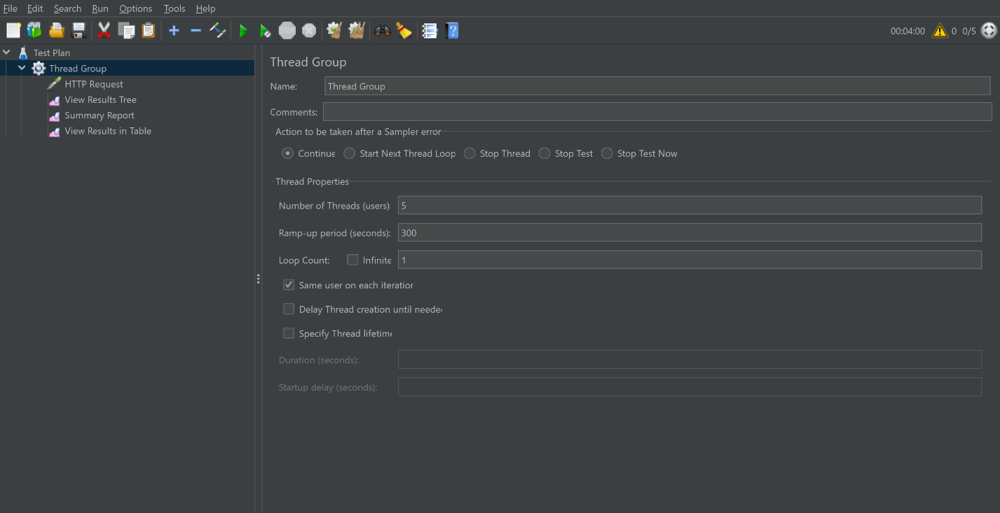 File Edit Search Run Options Tools Help
STOP 00:04:00 0 0/5
Test Plan
Thread Group
HTTP Request
View Results Tree
Summary Report
View Results in Table
Thread Group
Name: Thread Group
Comments:
Action to be taken after a Sampler error
Continue Start Next Thread Loop Stop Thread Stop Test Stop Test Now
Thread Properties
Number of Threads (users): 5
Ramp-up period (seconds): 300
Loop Count: Infinite 1
Same user on each iteration
Delay Thread creation until needed
Specify Thread lifetime
Duration (seconds):
Startup delay (seconds):